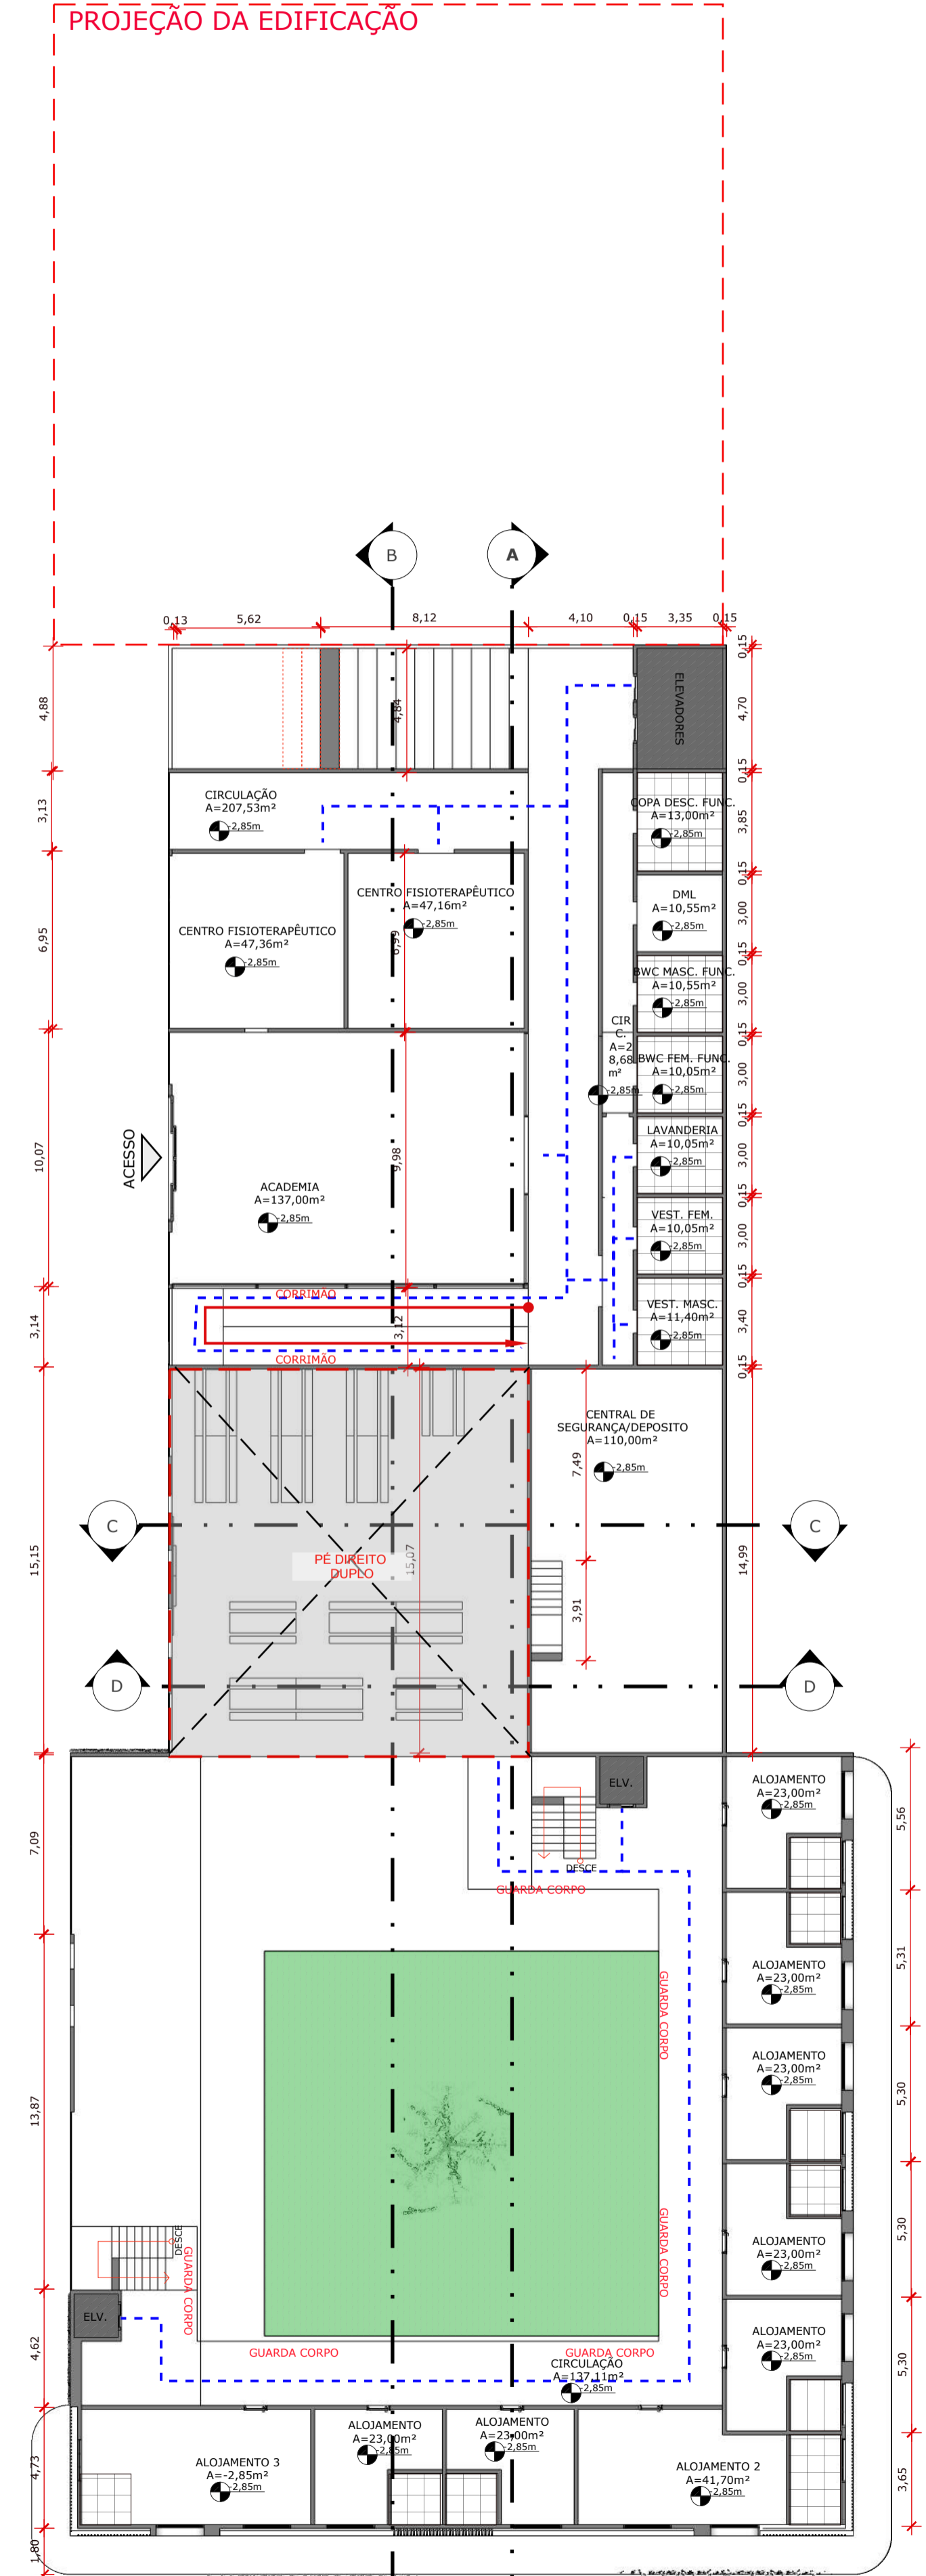 PROJEÇÃO DA EDIFICAÇÃO
B
A
0,13
5,62
8,12
4,10
0,15
3,35
0,15
4,88
4,84
ELEVADORES
0,15
4,70
0,15
3,13
CIRCULAÇÃO
A=207,53m²
-2,85m
COPA DESC. FUNC.
A=13,00m²
-2,85m
3,85
0,15
6,95
CENTRO FISIOTERAPÊUTICO
A=47,36m²
-2,85m
CENTRO FISIOTERAPÊUTICO
A=47,16m²
-2,85m
6,99
DML
A=10,55m²
-2,85m
3,00
0,15
BWC MASC. FUNC.
A=10,55m²
-2,85m
3,00
0,15
CIR
C.
A=2
8,68
m²
-2,85m
BWC FEM. FUNC.
A=10,05m²
-2,85m
3,00
0,15
10,07
ACESSO
9,98
ACADEMIA
A=137,00m²
-2,85m
LAVANDERIA
A=10,05m²
-2,85m
3,00
0,15
VEST. FEM.
A=10,05m²
-2,85m
3,00
0,15
3,14
CORRIMÃO
3,12
CORRIMÃO
VEST. MASC.
A=11,40m²
-2,85m
3,40
0,15
CENTRAL DE
SEGURANÇA/DEPOSITO
A=110,00m²
-2,85m
7,49
C
C
15,15
PÉ DIREITO
DUPLO
15,07
14,99
3,91
D
D
7,09
ELV.
DESCE
GUARDA CORPO
ALOJAMENTO
A=23,00m²
-2,85m
5,56
GUARDA CORPO
ALOJAMENTO
A=23,00m²
-2,85m
5,31
ALOJAMENTO
A=23,00m²
-2,85m
5,30
13,87
DESCE
GUARDA CORPO
GUARDA CORPO
ALOJAMENTO
A=23,00m²
-2,85m
5,30
ELV.
4,62
GUARDA CORPO
GUARDA CORPO
CIRCULAÇÃO
A=137,11m²
-2,85m
ALOJAMENTO
A=23,00m²
-2,85m
5,30
4,73
ALOJAMENTO 3
A=-2,85m²
-2,85m
ALOJAMENTO
A=23,00m²
-2,85m
ALOJAMENTO
A=23,00m²
-2,85m
ALOJAMENTO 2
A=41,70m²
-2,85m
3,65
1,80